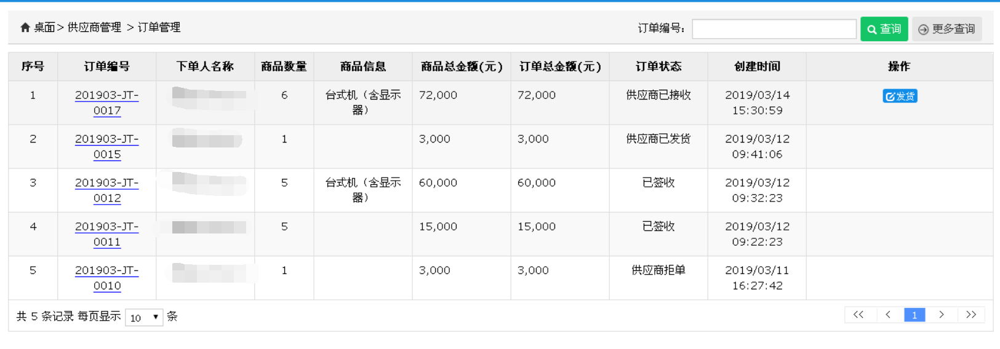 桌面> 供应商管理 > 订单管理 订单编号: 查询 更多查询
序号 订单编号 下单人名称 商品数量 商品信息 商品总金额(元) 订单总金额(元) 订单状态 创建时间 操作
1 201903-JT- 6 台式机（含显示 72,000 72,000 供应商已接收 2019/03/14 发货
0017 器） 15:30:59
2 201903-JT- 1 3,000 3,000 供应商已发货 2019/03/12
0015 09:41:06
3 201903-JT- 5 台式机（含显示 60,000 60,000 已签收 2019/03/12
0012 器） 09:32:23
4 201903-JT- 5 15,000 15,000 已签收 2019/03/12
0011 09:22:23
5 201903-JT- 1 3,000 3,000 供应商拒单 2019/03/11
0010 16:27:42
共 5 条记录 每页显示 10 条 << < 1 > >>